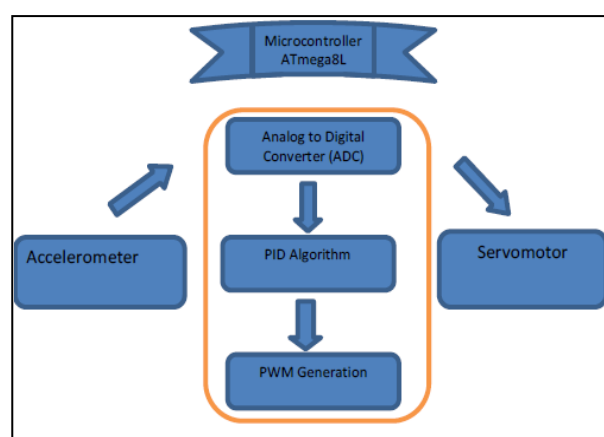 Microcontroller
ATmega8L
Analog to Digital
Converter (ADC)
Accelerometer
PID Algorithm
Servomotor
PWM Generation